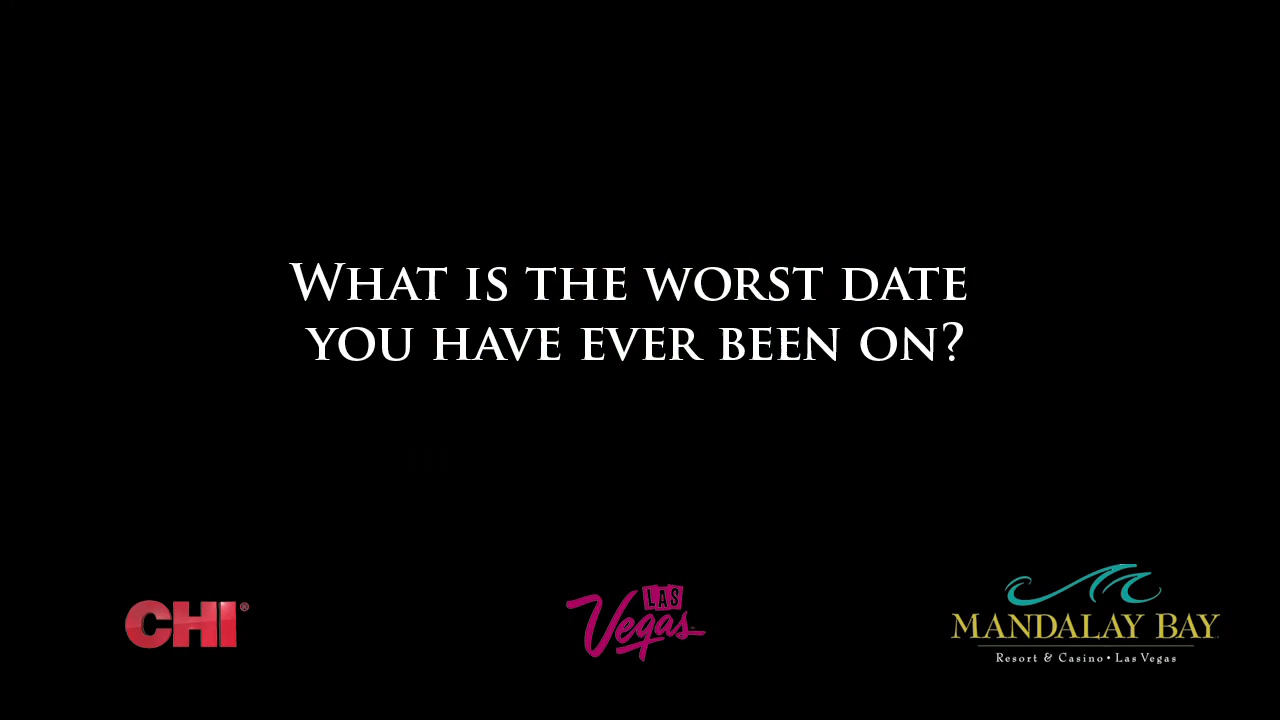 What is the worst date
you have ever been on?
CHI®
LAS
Vegas
MANDALAY BAY
Resort & Casino • Las Vegas